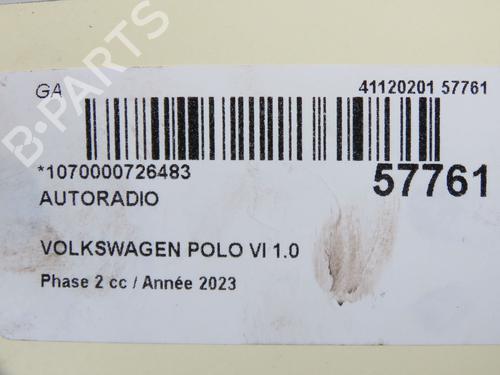 GA
41120201 57761
*1070000726483
57761
AUTORADIO
VOLKSWAGEN POLO VI 1.0
Phase 2 cc / Année 2023
B-PARTS